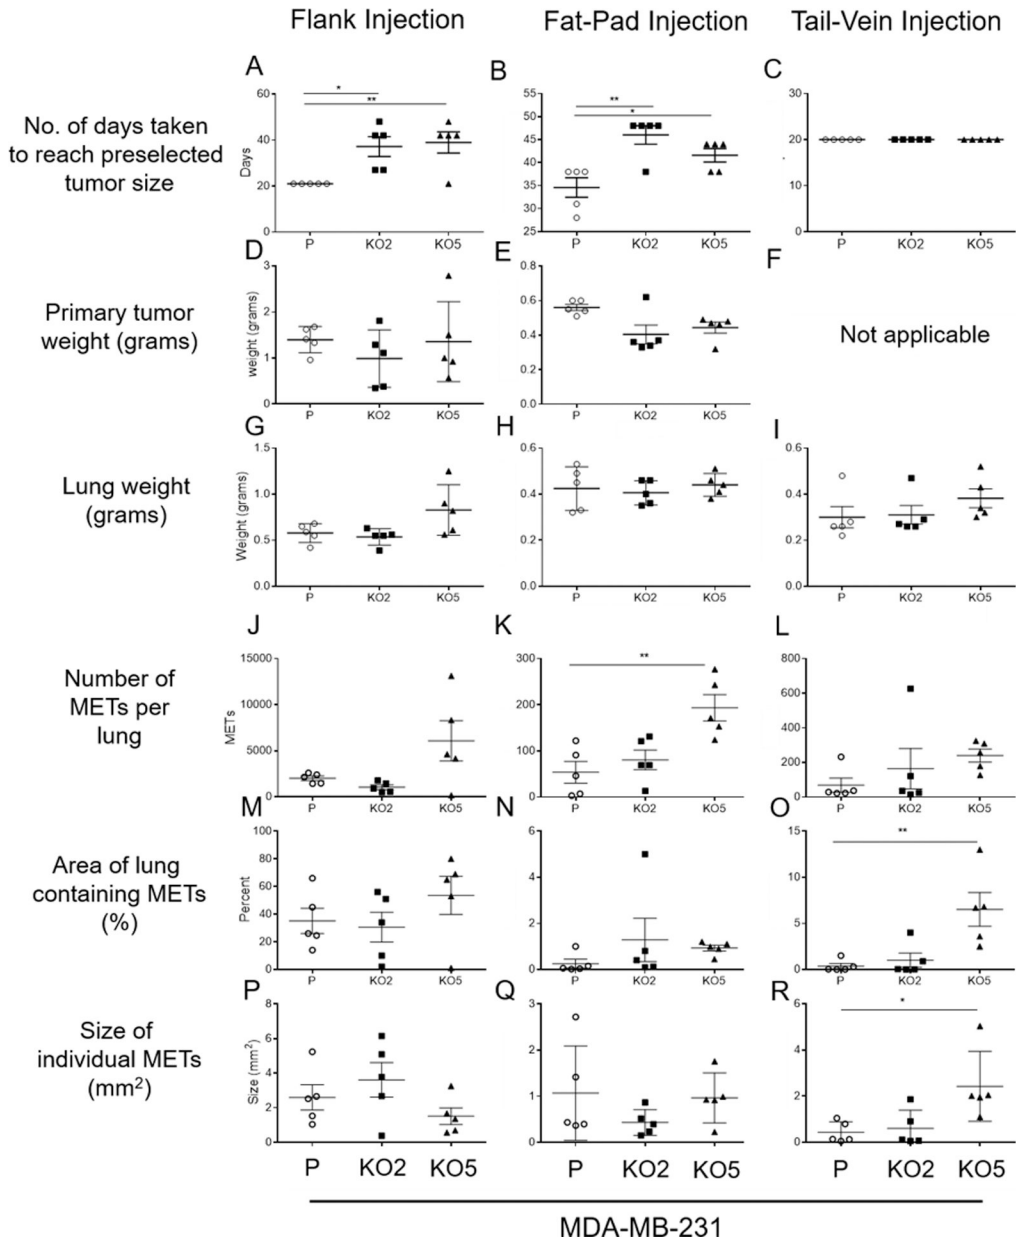 Flank Injection Fat-Pad Injection Tail-Vein Injection
No. of days taken
to reach preselected
tumor size
A
*
**
60
40
20
0
Days
P KO2 KO5
B
**
*
55
50
45
40
35
30
25
P KO2 KO5
C
30
20
10
0
P KO2 KO5
Primary tumor
weight (grams)
D
3
2
1
0
weight (grams)
P KO2 KO5
E
0.8
0.6
0.4
0.2
0.0
P KO2 KO5
F
Not applicable
Lung weight
(grams)
G
1.5
1.0
0.5
0.0
Weight (grams)
P KO2 KO5
H
0.6
0.4
0.2
0.0
P KO2 KO5
I
0.6
0.4
0.2
0.0
P KO2 KO5
Number of
METs per
lung
J
15000
10000
5000
0
METs
P KO2 KO5
K
**
300
200
100
0
P KO2 KO5
L
800
600
400
200
0
P KO2 KO5
Area of lung
containing METs
(%)
M
100
80
60
40
20
0
Percent
P KO2 KO5
N
6
4
2
0
P KO2 KO5
O
**
15
10
5
0
P KO2 KO5
Size of
individual METs
(mm²)
P
8
6
4
2
0
Size (mm²)
P KO2 KO5
Q
3
2
1
0
P KO2 KO5
R
*
6
4
2
0
P KO2 KO5
MDA-MB-231